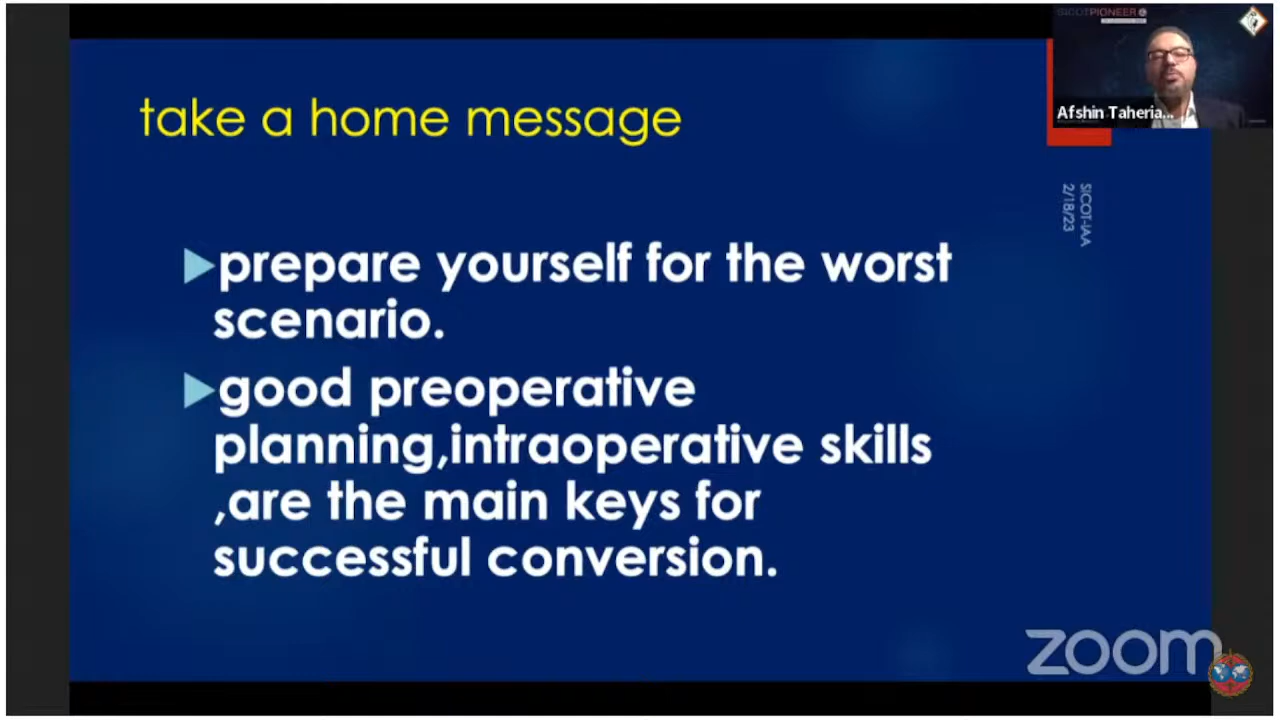 take a home message
prepare yourself for the worst
scenario.
good preoperative
planning,intraoperative skills
,are the main keys for
successful conversion.
SICOT-IAA
2/18/23
SICOTPIONEER
Afshin Taheria...
zoom